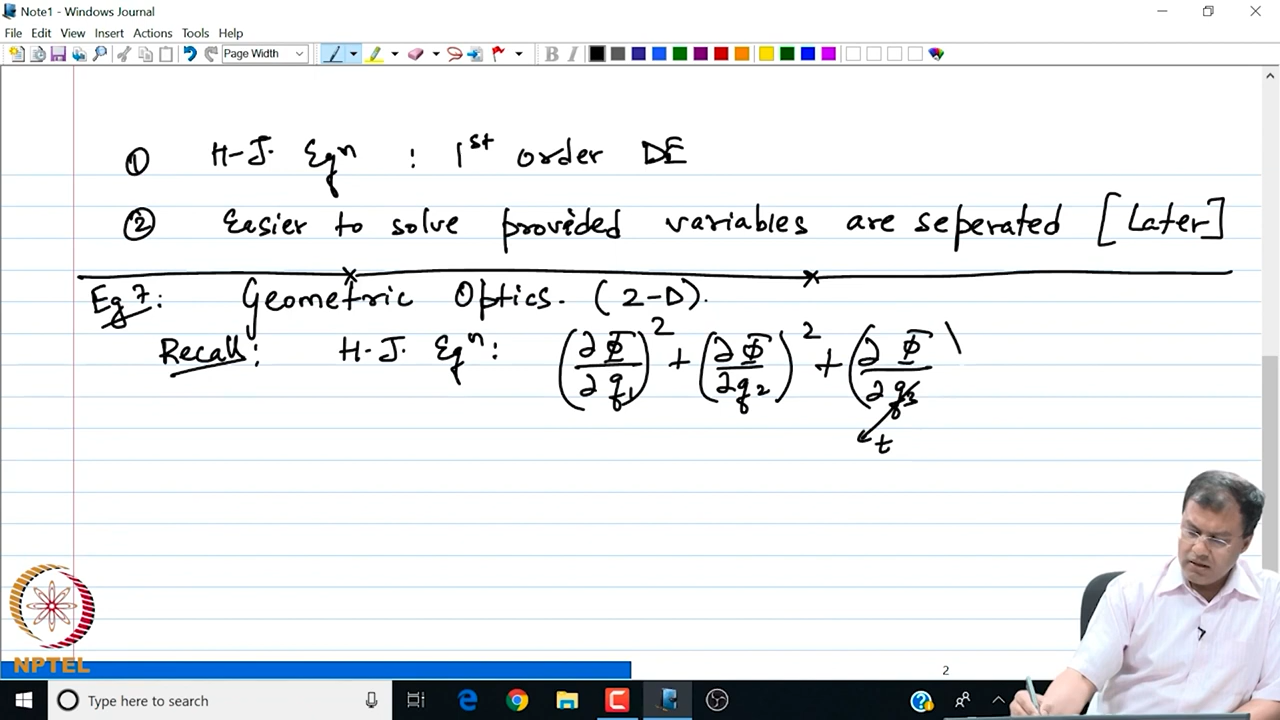 Note1 - Windows Journal
File Edit View Insert Actions Tools Help
Page Width B I
① H-J. Eqⁿ : 1st order DE
② Easier to solve provided variables are seperated [Later]
Eg 7: Geometric Optics. (2-D).
Recall: H-J. Eqⁿ: (∂Φ/∂q₁)² + (∂Φ/∂q₂)² + (∂Φ/∂q₃)
t
NPTEL
2
Type here to search